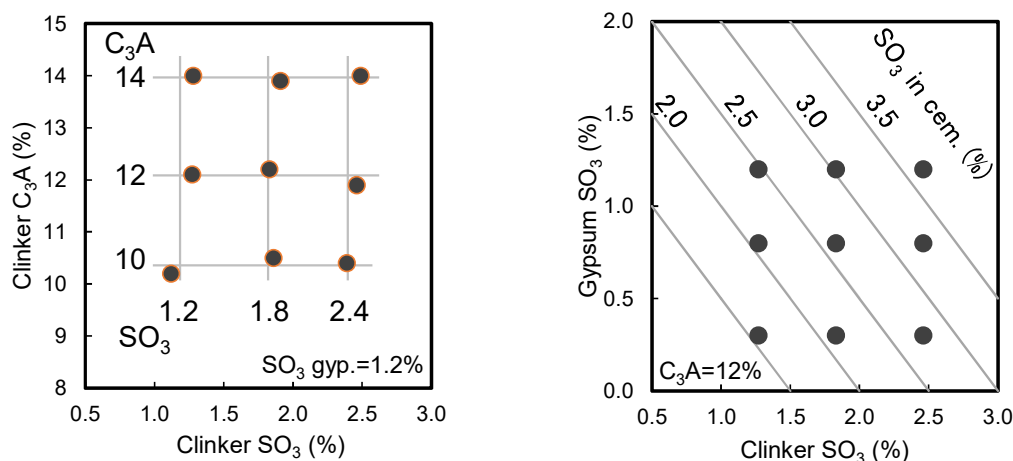 15
14
13
12
11
10
9
8
Clinker C₃A (%)
C₃A
14
12
10
1.2 1.8 2.4
SO₃
SO₃ gyp.=1.2%
0.5 1.0 1.5 2.0 2.5 3.0
Clinker SO₃ (%)
2.0
1.5
1.0
0.5
0.0
Gypsum SO₃ (%)
2.0 2.5 3.0 3.5
SO₃ in cem. (%)
C₃A=12%
0.5 1.0 1.5 2.0 2.5 3.0
Clinker SO₃ (%)